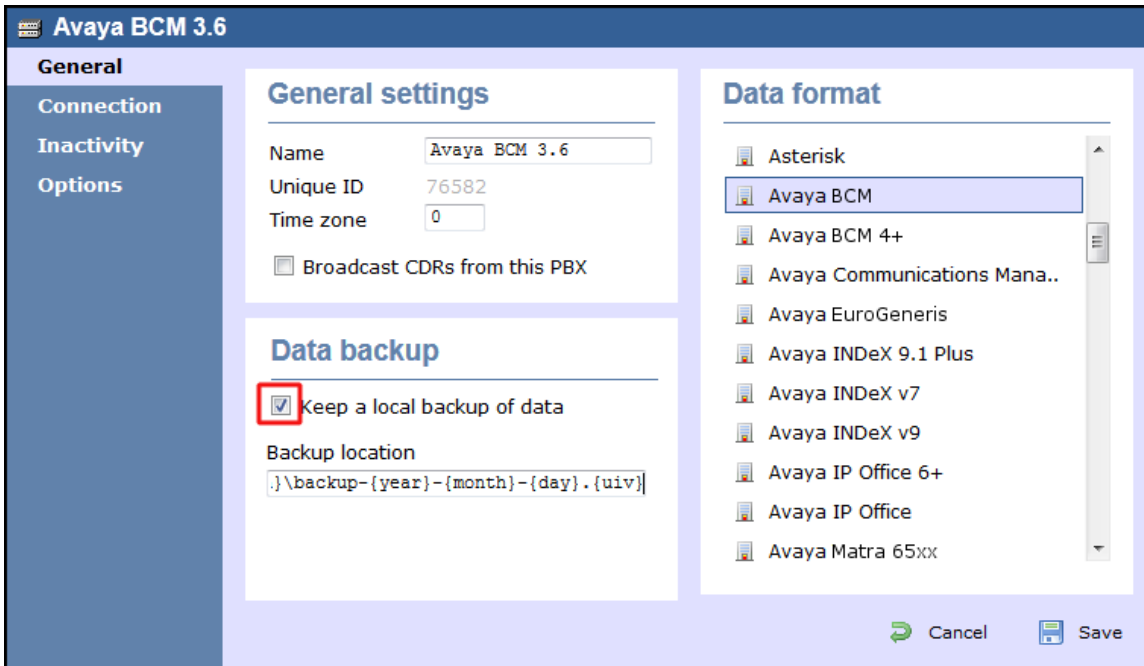 Avaya BCM 3.6
General
Connection
Inactivity
Options
General settings
Name Avaya BCM 3.6
Unique ID 76582
Time zone 0
Broadcast CDRs from this PBX
Data backup
Keep a local backup of data
Backup location
.}\backup-{year}-{month}-{day}.{uiv}
Data format
Asterisk
Avaya BCM
Avaya BCM 4+
Avaya Communications Mana..
Avaya EuroGeneris
Avaya INDeX 9.1 Plus
Avaya INDeX v7
Avaya INDeX v9
Avaya IP Office 6+
Avaya IP Office
Avaya Matra 65xx
Cancel Save